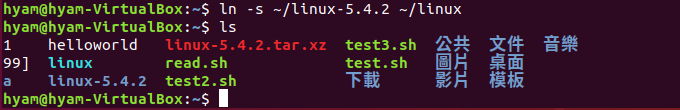 hyam@hyam-VirtualBox:~$ ln -s ~/linux-5.4.2 ~/linux
hyam@hyam-VirtualBox:~$ ls
1 helloworld linux-5.4.2.tar.xz test3.sh 公共 文件 音樂
99] linux read.sh test.sh 圖片 桌面
a linux-5.4.2 test2.sh 下載 影片 模板
hyam@hyam-VirtualBox:~$